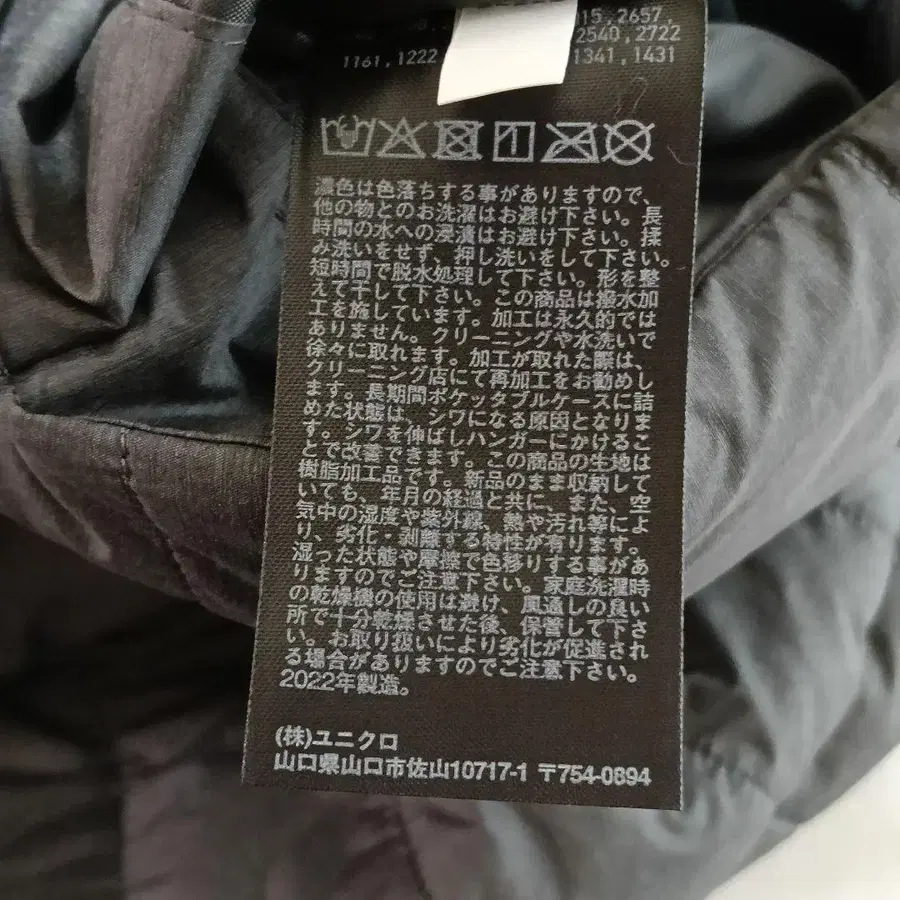 15,2657,
2540,2722
1161,1222
1341,1431
濃色は色落ちする事がありますので、
他の物とのお洗濯はお避け下さい。長
時間の水への浸漬はお避け下さい。揉
み洗いをせず、押し洗いをして下さい。
短時間で脱水処理して下さい。形を整
えて干して下さい。この商品は撥水加
工を施しています。加工は永久的では
ありません。クリーニングや水洗いで
徐々に取れます。加工が取れた際は、
クリーニング店にて再加工をお勧めし
ます。長期間ポケッタブルケースに詰
めた状態は、シワになる原因となりま
す。シワを伸ばしハンガーにかけるこ
とで改善できます。この商品の生地は
樹脂加工品です。新品のまま収納して
いても、年月の経過と共に、また、空
気中の湿度や紫外線、熱や汚れ等によ
り、劣化・剥離する特性が有ります。
湿った状態や摩擦で色移りする事があ
りますのでご注意下さい。家庭洗濯時
の乾燥機の使用は避け、風通しの良い
所で十分乾燥させた後、保管して下さ
い。お取り扱いにより劣化が促進され
る場合がありますのでご注意下さい。
2022年製造。
(株)ユニクロ
山口県山口市佐山10717-1 〒754-0894